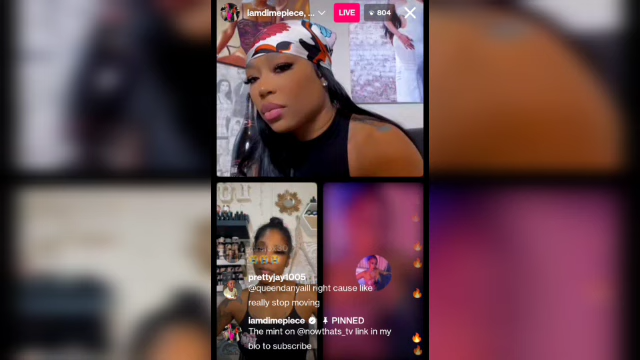 iamdimepiece, ...
LIVE
804
prettyjay1005
@queendanyaill right cause like
really stop moving
iamdimepiece PINNED
The mint on @nowthats_tv link in my
bio to subscribe